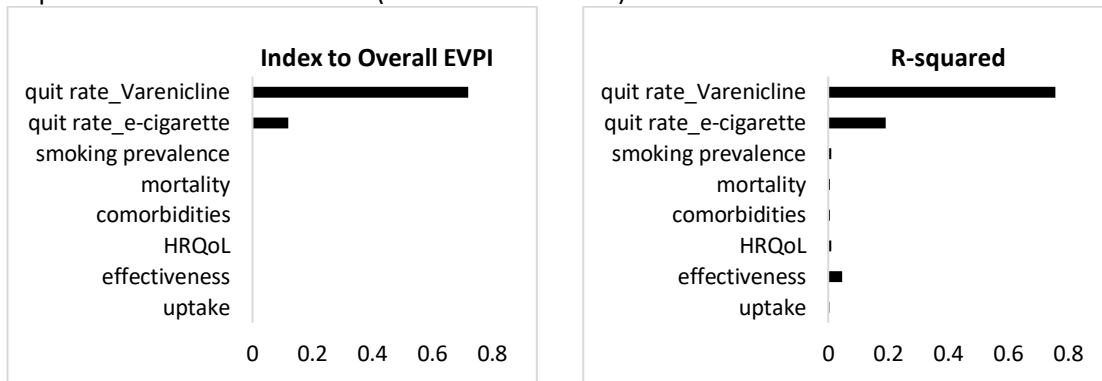 Index to Overall EVPI
quit rate_Varenicline
quit rate_e-cigarette
smoking prevalence
mortality
comorbidities
HRQoL
effectiveness
uptake
0 0.2 0.4 0.6 0.8
R-squared
quit rate_Varenicline
quit rate_e-cigarette
smoking prevalence
mortality
comorbidities
HRQoL
effectiveness
uptake
0 0.2 0.4 0.6 0.8